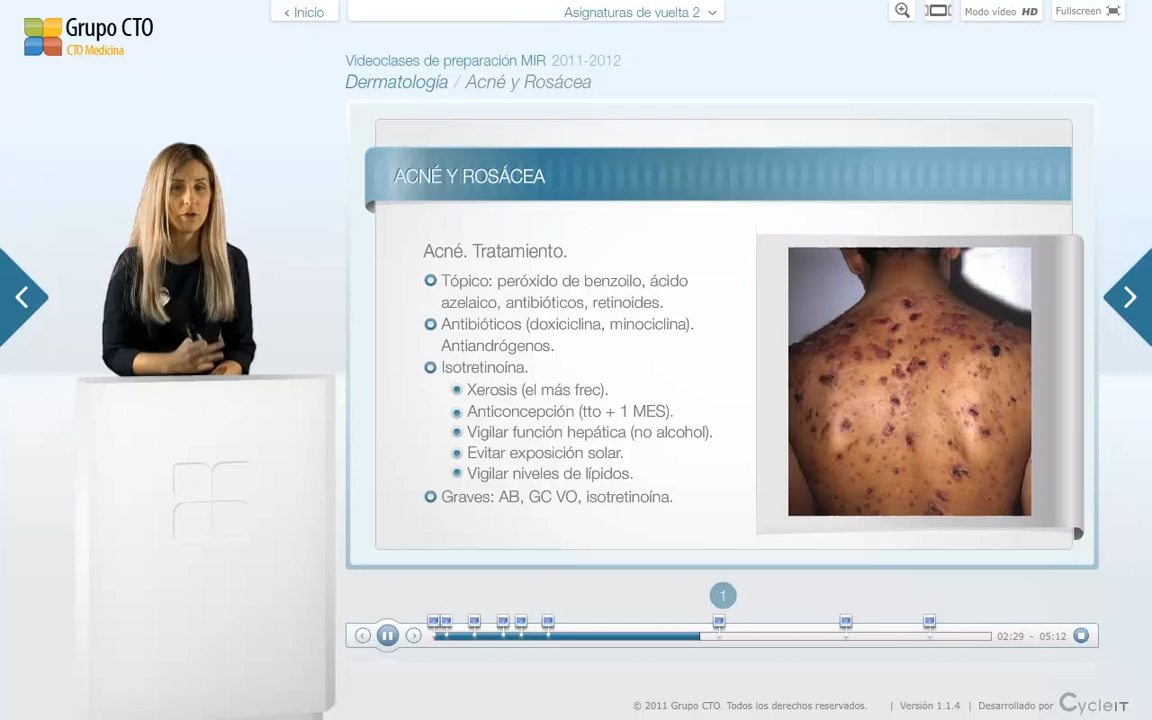 Grupo CTO
CTO Medicina
‹ Inicio
Asignaturas de vuelta 2
Modo vídeo HD
Fullscreen
Videoclases de preparación MIR 2011-2012
Dermatología / Acné y Rosácea
ACNÉ Y ROSÁCEA
Acné. Tratamiento.
Tópico: peróxido de benzoilo, ácido
azelaico, antibióticos, retinoides.
Antibióticos (doxiciclina, minociclina).
Antiandrógenos.
Isotretinoína.
Xerosis (el más frec).
Anticoncepción (tto + 1 MES).
Vigilar función hepática (no alcohol).
Evitar exposición solar.
Vigilar niveles de lípidos.
Graves: AB, GC VO, isotretinoína.
1
02:29 - 05:12
© 2011 Grupo CTO. Todos los derechos reservados. | Versión 1.1.4 | Desarrollado por CycleIT